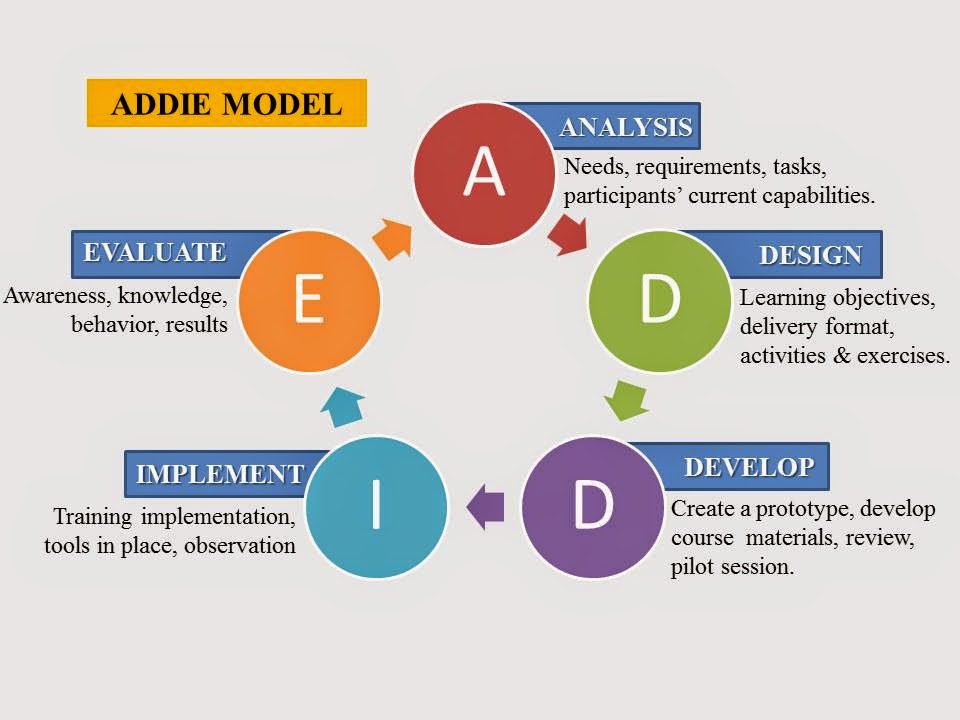 ADDIE MODEL
A
ANALYSIS
Needs, requirements, tasks,
participants’ current capabilities.
D
DESIGN
Learning objectives,
delivery format,
activities & exercises.
D
DEVELOP
Create a prototype, develop
course materials, review,
pilot session.
I
IMPLEMENT
Training implementation,
tools in place, observation
E
EVALUATE
Awareness, knowledge,
behavior, results